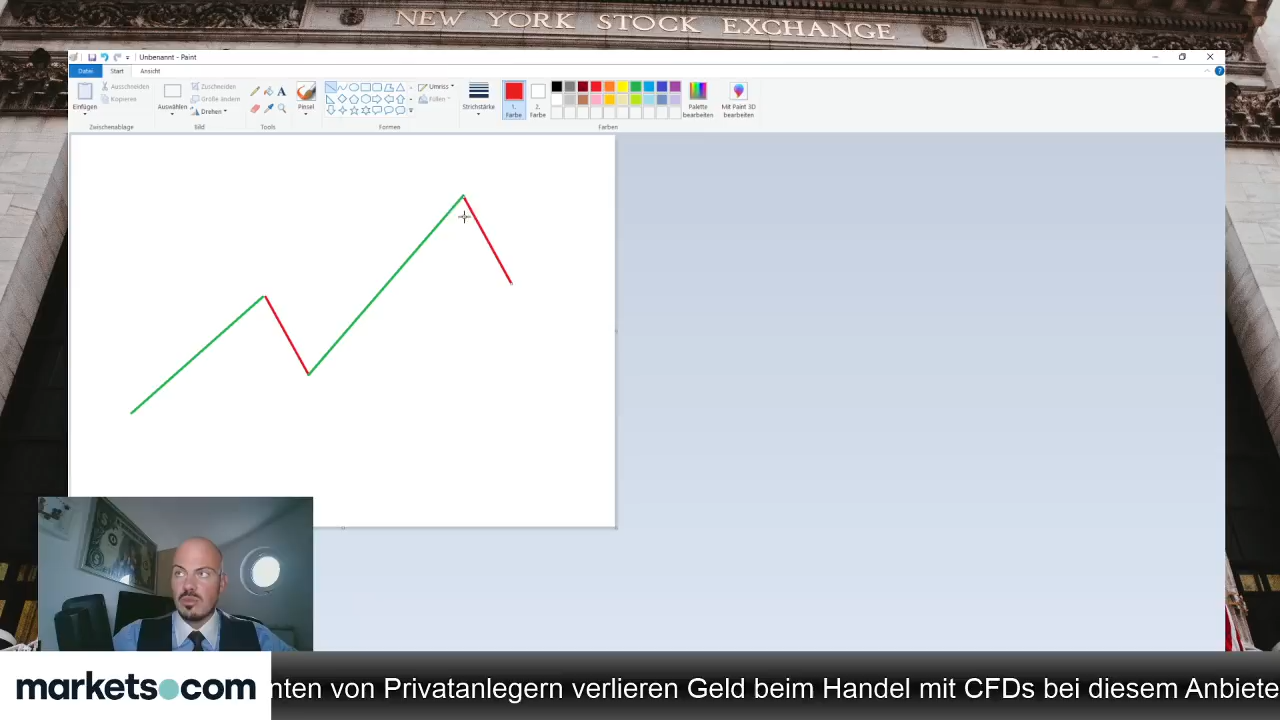 NEW YORK STOCK EXCHANGE
Unbenannt - Paint
Datei Start Ansicht
Einfügen
Ausschneiden
Kopieren
Zwischenablage
Auswählen
Zuschneiden
Größe ändern
Drehen
Bild
Tools
Pinsel
Formen
Umriss
Füllen
Strichstärke
1. Farbe
2. Farbe
Palette bearbeiten
Mit Paint 3D bearbeiten
Farben
markets.com
nten von Privatanlegern verlieren Geld beim Handel mit CFDs bei diesem Anbiete